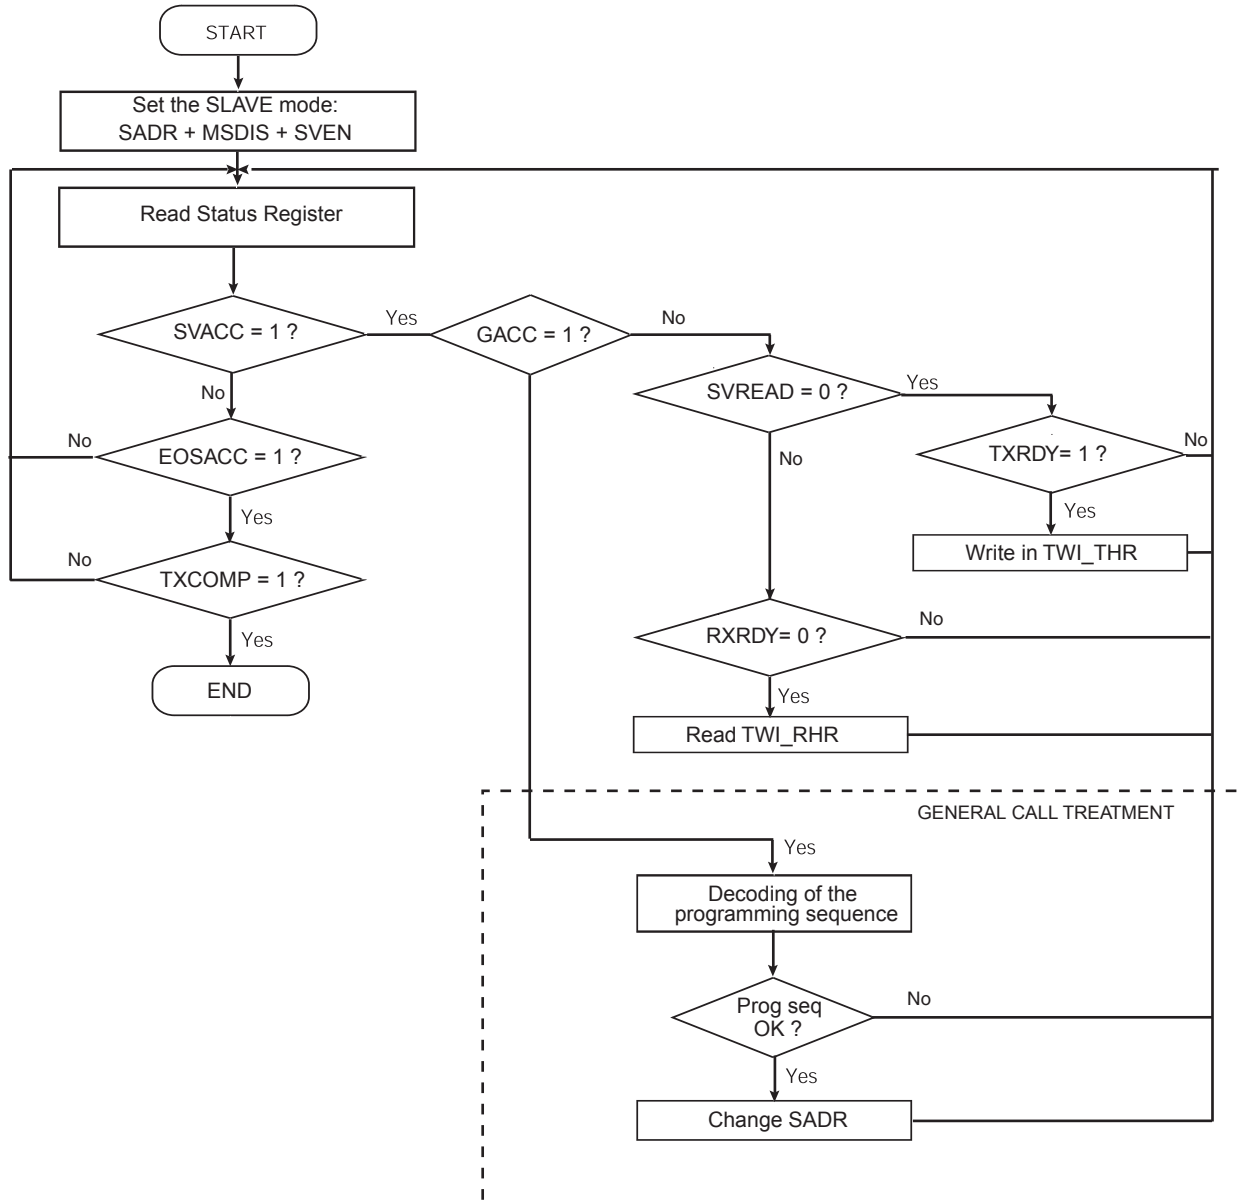 START
Set the SLAVE mode:
SADR + MSDIS + SVEN
Read Status Register
SVACC = 1 ?
Yes
GACC = 1 ?
No
SVREAD = 0 ?
Yes
No
EOSACC = 1 ?
No
No
TXRDY= 1 ?
No
Yes
Yes
Write in TWI_THR
TXCOMP = 1 ?
No
Yes
END
RXRDY= 0 ?
No
Yes
Read TWI_RHR
GENERAL CALL TREATMENT
Yes
Decoding of the
programming sequence
Prog seq
OK ?
No
Yes
Change SADR